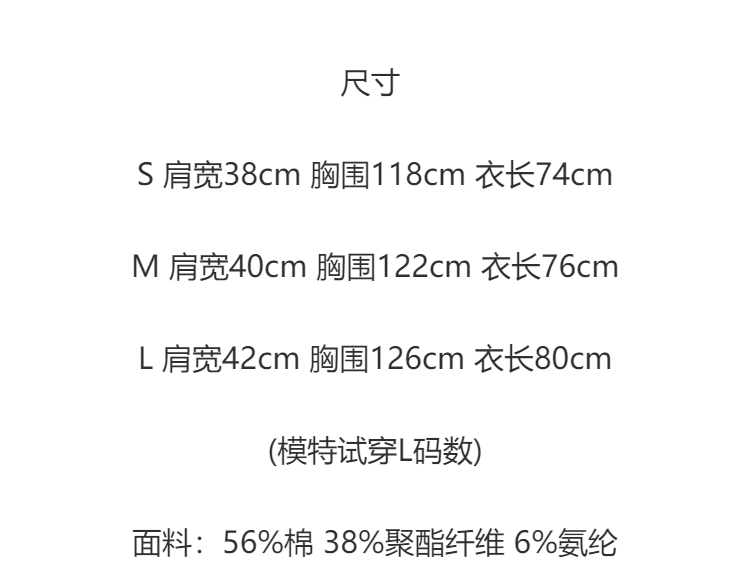 尺寸
S 肩宽38cm 胸围118cm 衣长74cm
M 肩宽40cm 胸围122cm 衣长76cm
L 肩宽42cm 胸围126cm 衣长80cm
(模特试穿L码数)
面料：56%棉 38%聚酯纤维 6%氨纶